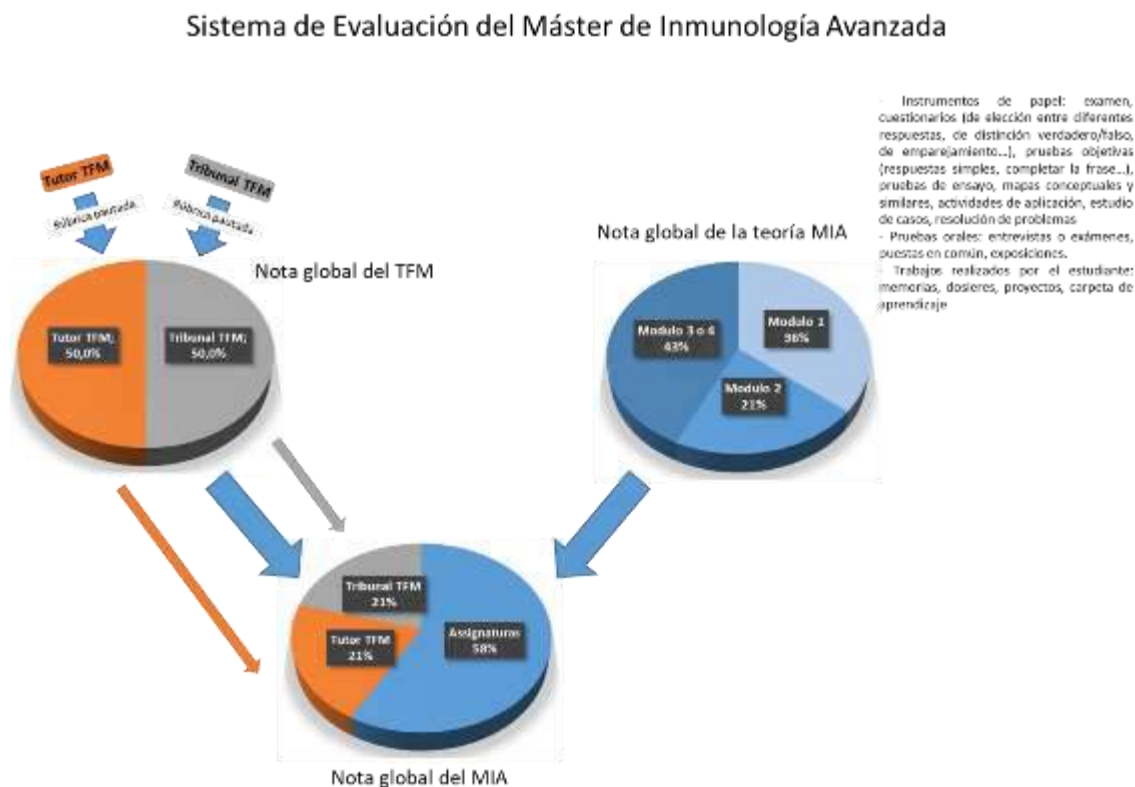 Sistema de Evaluación del Máster de Inmunología Avanzada
- Instrumentos de papel: examen,
cuestionarios (de elección entre diferentes
respuestas, de distinción verdadero/falso,
de emparejamiento...), pruebas objetivas
(respuestas simples, completar la frase...),
pruebas de ensayo, mapas conceptuales y
similares, actividades de aplicación, estudio
de casos, resolución de problemas
- Pruebas orales: entrevistas o exámenes,
puestas en común, exposiciones.
- Trabajos realizados por el estudiante:
memorias, dosieres, proyectos, carpeta de
aprendizaje
Tutor TFM
Tribunal TFM
Rúbrica pautada
Rúbrica pautada
Nota global del TFM
Tutor TFM;
50,0%
Tribunal TFM;
50,0%
Nota global de la teoría MIA
Modulo 3 o 4
43%
Modulo 1
36%
Modulo 2
21%
Tribunal TFM
21%
Tutor TFM
21%
Assignaturas
58%
Nota global del MIA